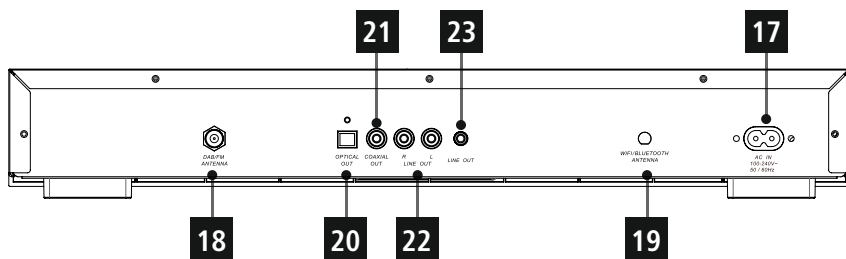 21 23 17
DAB/FM
ANTENNA
OPTICAL
OUT
COAXIAL
OUT
R L
LINE OUT
LINE OUT
WIFI/BLUETOOTH
ANTENNA
AC IN
100-240V~
50 / 60Hz
18 20 22 19